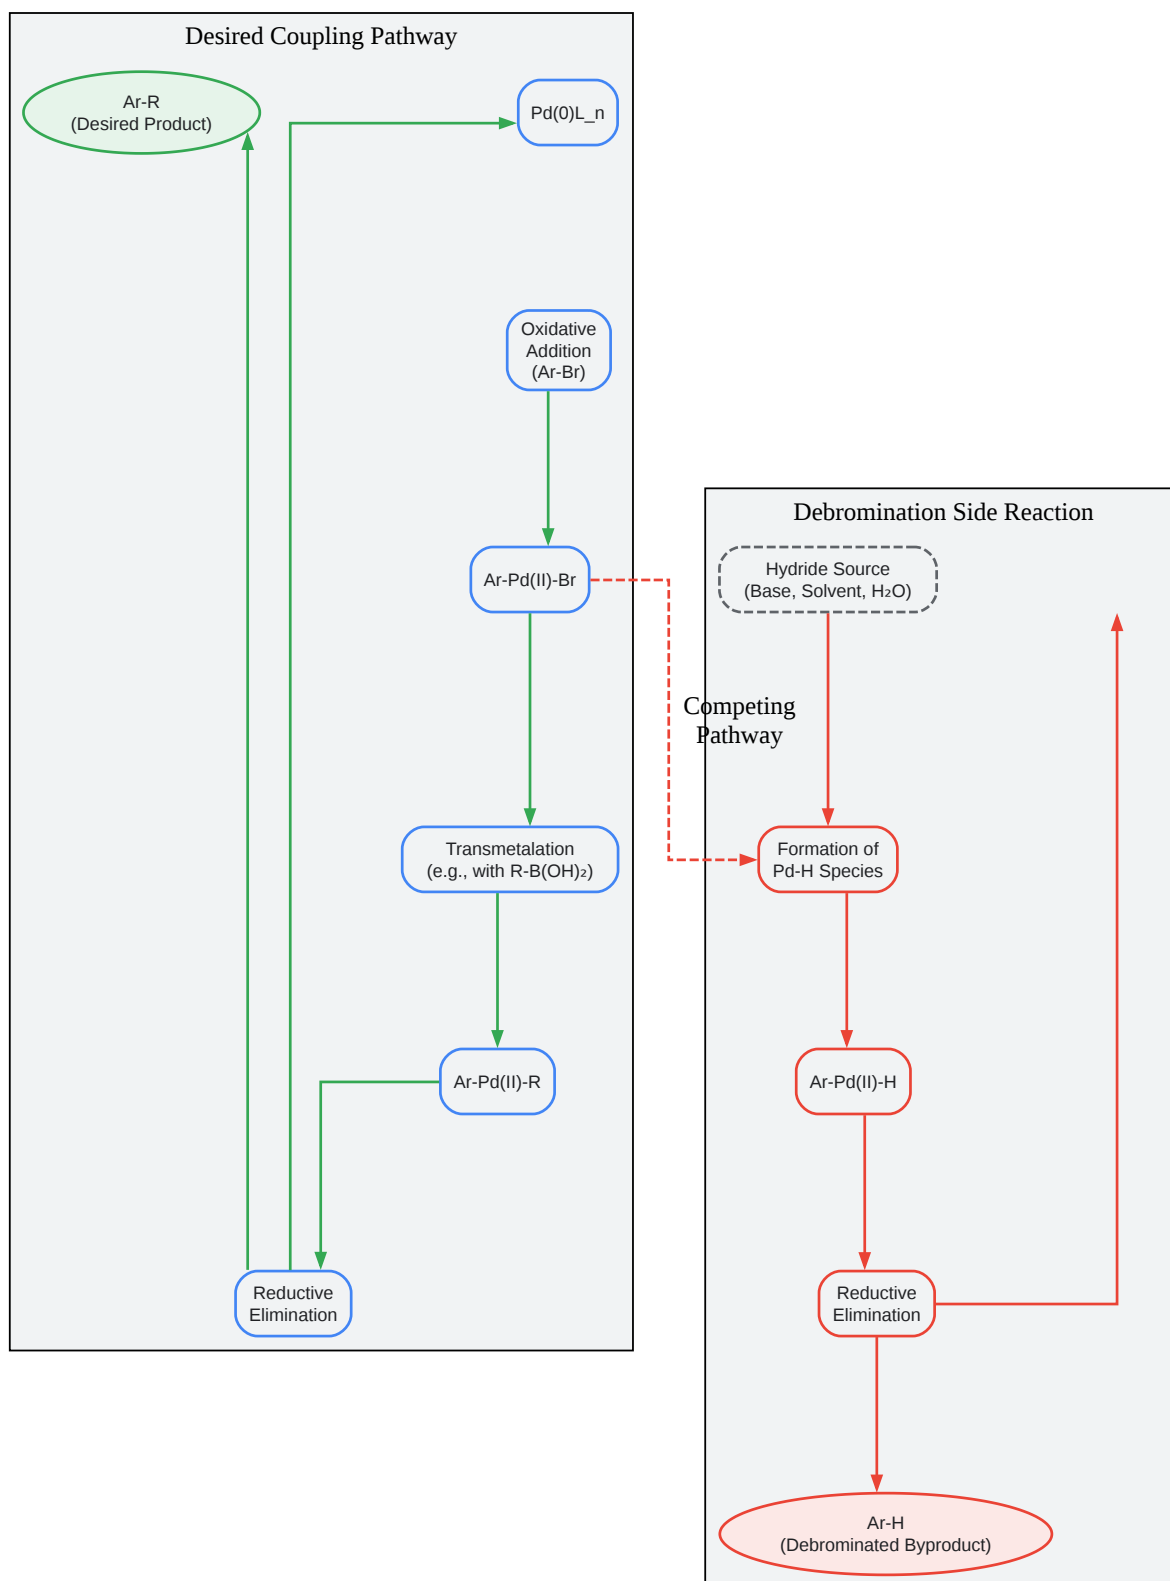 Desired Coupling Pathway
Ar-R
(Desired Product)
Pd(0)L_n
Oxidative
Addition
(Ar-Br)
Ar-Pd(II)-Br
Transmetalation
(e.g., with R-B(OH)₂)
Ar-Pd(II)-R
Reductive
Elimination
Competing
Pathway
Debromination Side Reaction
Hydride Source
(Base, Solvent, H₂O)
Formation of
Pd-H Species
Ar-Pd(II)-H
Reductive
Elimination
Ar-H
(Debrominated Byproduct)